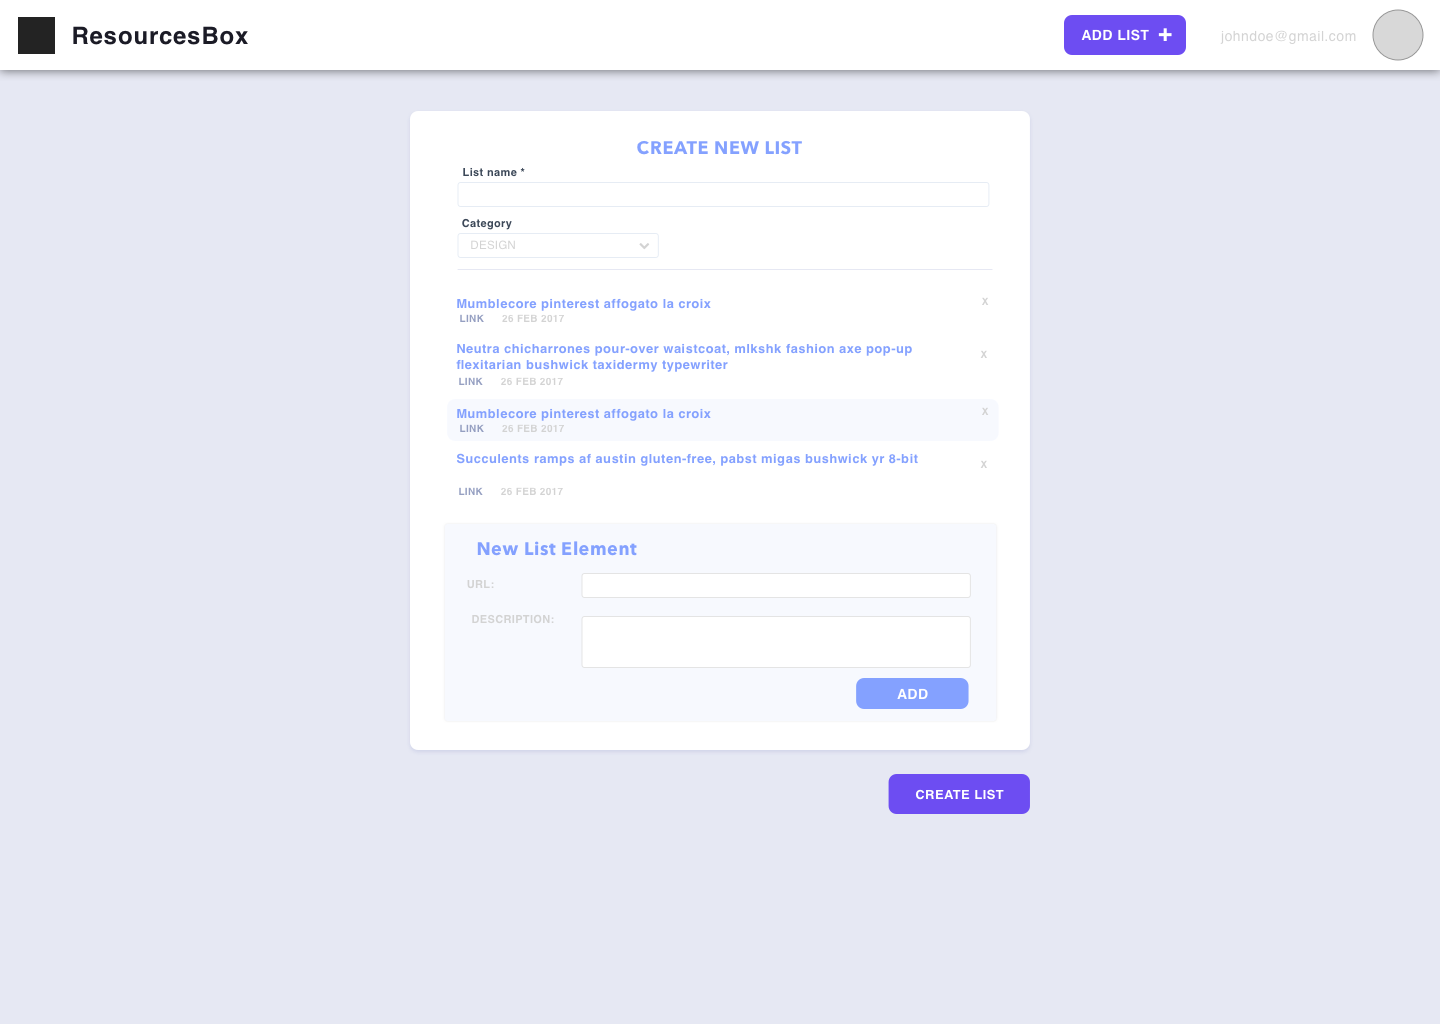 ResourcesBox
ADD LIST +
johndoe@gmail.com
CREATE NEW LIST
List name *
Category
DESIGN
Mumblecore pinterest affogato la croix
x
LINK 26 FEB 2017
Neutra chicharrones pour-over waistcoat, mlkshk fashion axe pop-up
flexitarian bushwick taxidermy typewriter
x
LINK 26 FEB 2017
Mumblecore pinterest affogato la croix
x
LINK 26 FEB 2017
Succulents ramps af austin gluten-free, pabst migas bushwick yr 8-bit
x
LINK 26 FEB 2017
New List Element
URL:
DESCRIPTION:
ADD
CREATE LIST